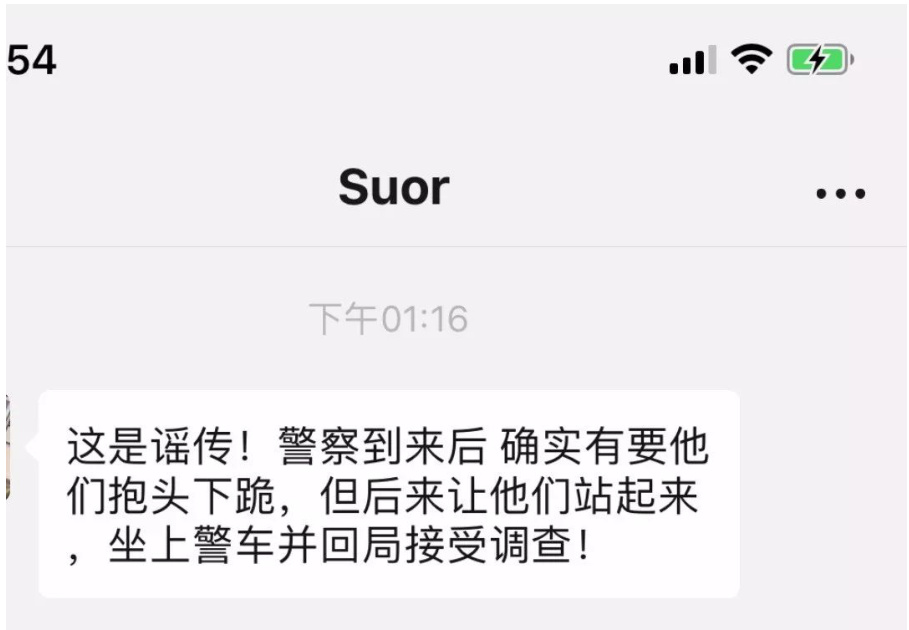 54
Suor
下午01:16
这是谣传！警察到来后 确实有要他
们抱头下跪，但后来让他们站起来
，坐上警车并回局接受调查！